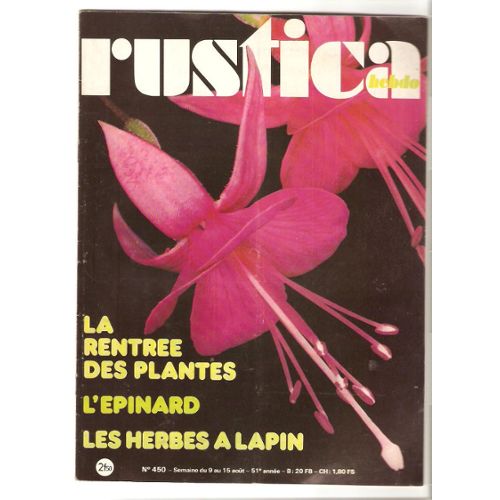 rustica
hebdo
LA
RENTREE
DES PLANTES
L'EPINARD
LES HERBES A LAPIN
2f50
N° 450 – Semaine du 9 au 15 août – 51e année – B : 20 FB – CH : 1,80 FS